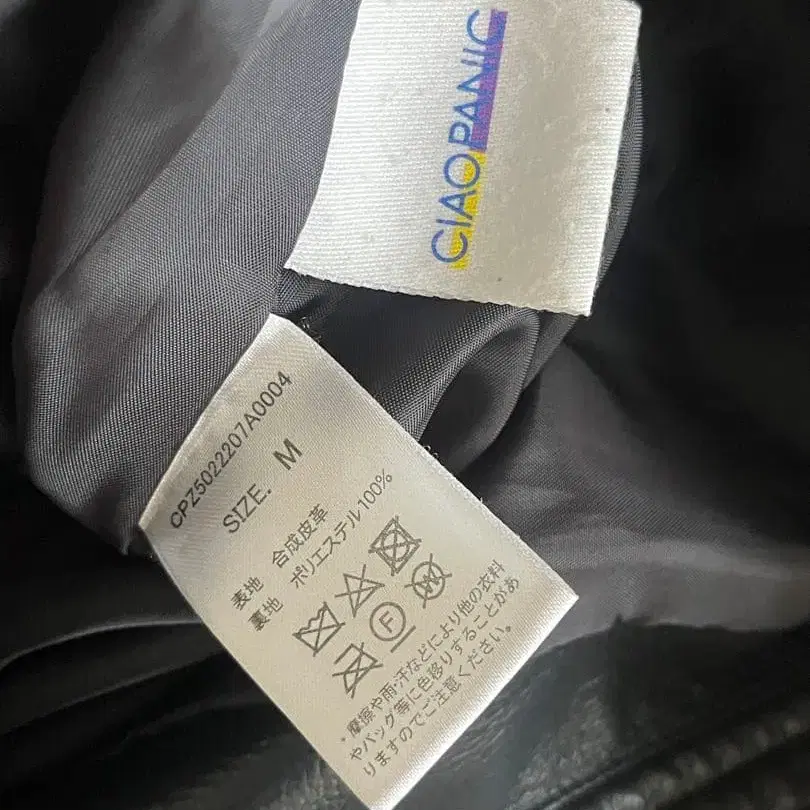 CIAOPANIC
CPZ5022207A0004
SIZE. M
表地 合成皮革
裏地 ポリエステル100%
F W
*摩擦や雨・汗などにより他の衣料
やバッグ等に色移りすることがあ
りますのでご注意ください。